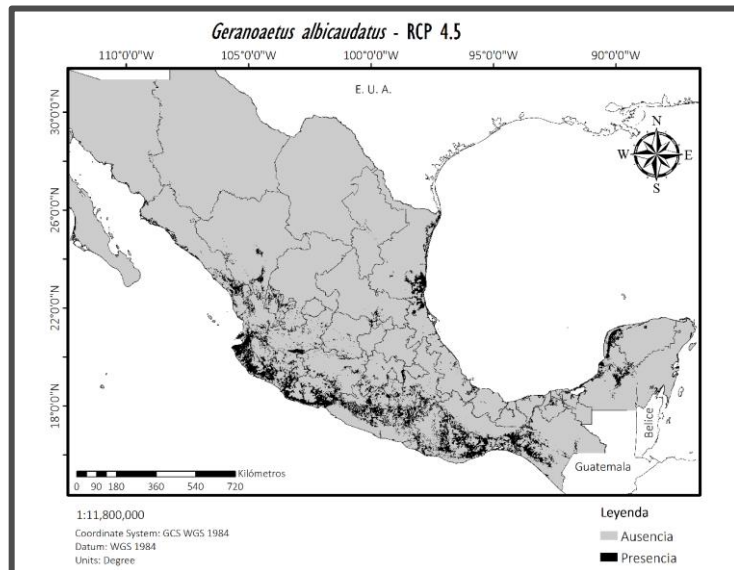 Geranoaetus albicaudatus - RCP 4.5
110°0'0"W 105°0'0"W 100°0'0"W 95°0'0"W 90°0'0"W
E. U. A.
30°0'0"N
N
W E
S
26°0'0"N
22°0'0"N
18°0'0"N
Belice
Guatemala
Kilómetros
0 90 180 360 540 720
1:11,800,000
Coordinate System: GCS WGS 1984
Datum: WGS 1984
Units: Degree
Leyenda
Ausencia
Presencia